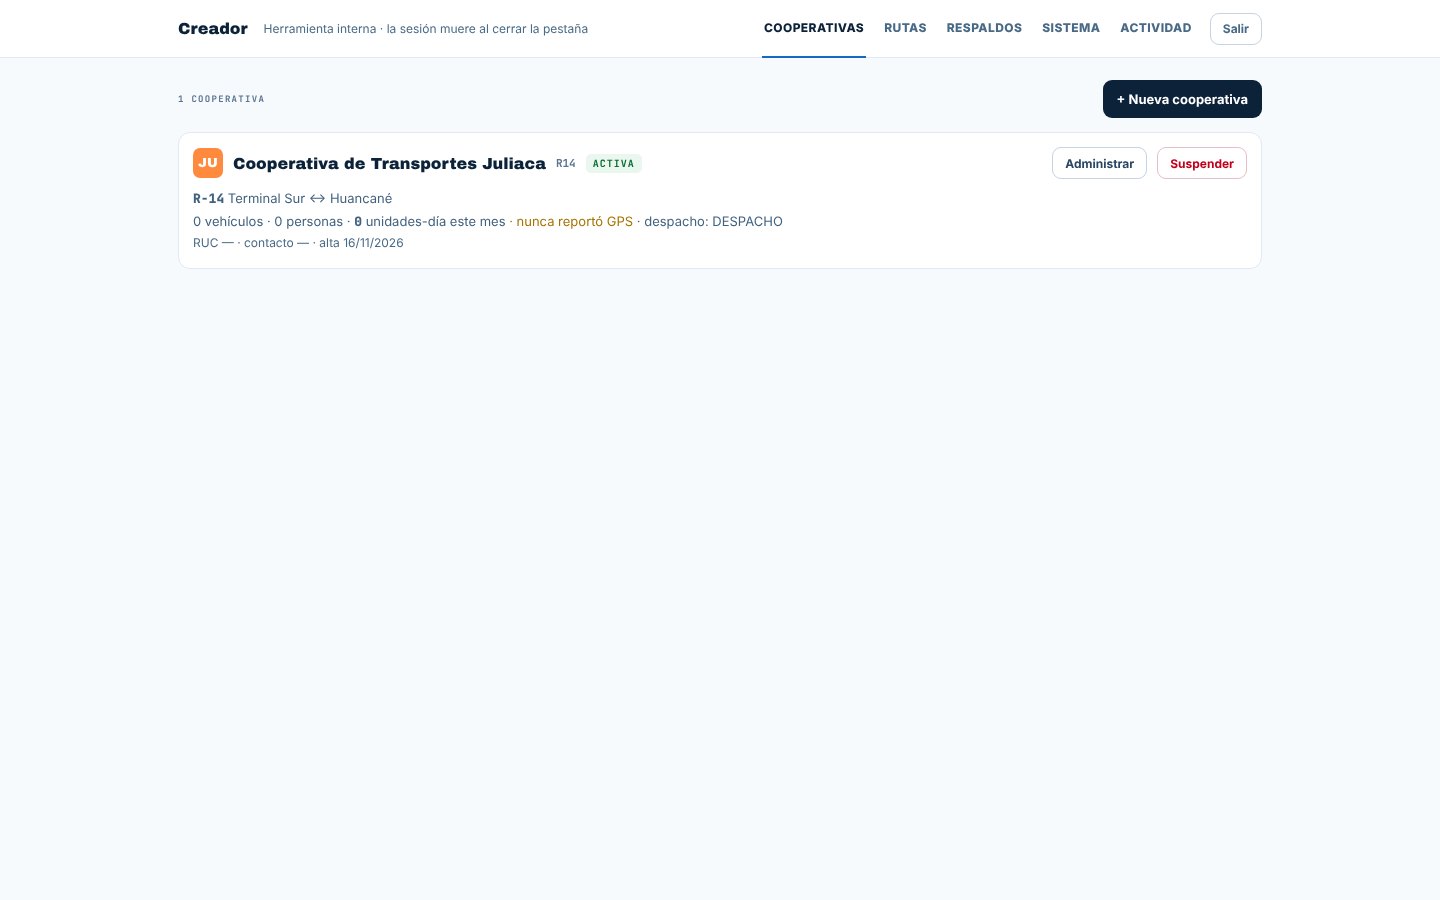 Creador Herramienta interna · la sesión muere al cerrar la pestaña COOPERATIVAS RUTAS RESPALDOS SISTEMA ACTIVIDAD Salir
1 COOPERATIVA + Nueva cooperativa
JU Cooperativa de Transportes Juliaca R14 ACTIVA Administrar Suspender
R-14 Terminal Sur ↔ Huancané
0 vehículos · 0 personas · 0 unidades-día este mes · nunca reportó GPS · despacho: DESPACHO
RUC — · contacto — · alta 16/11/2026